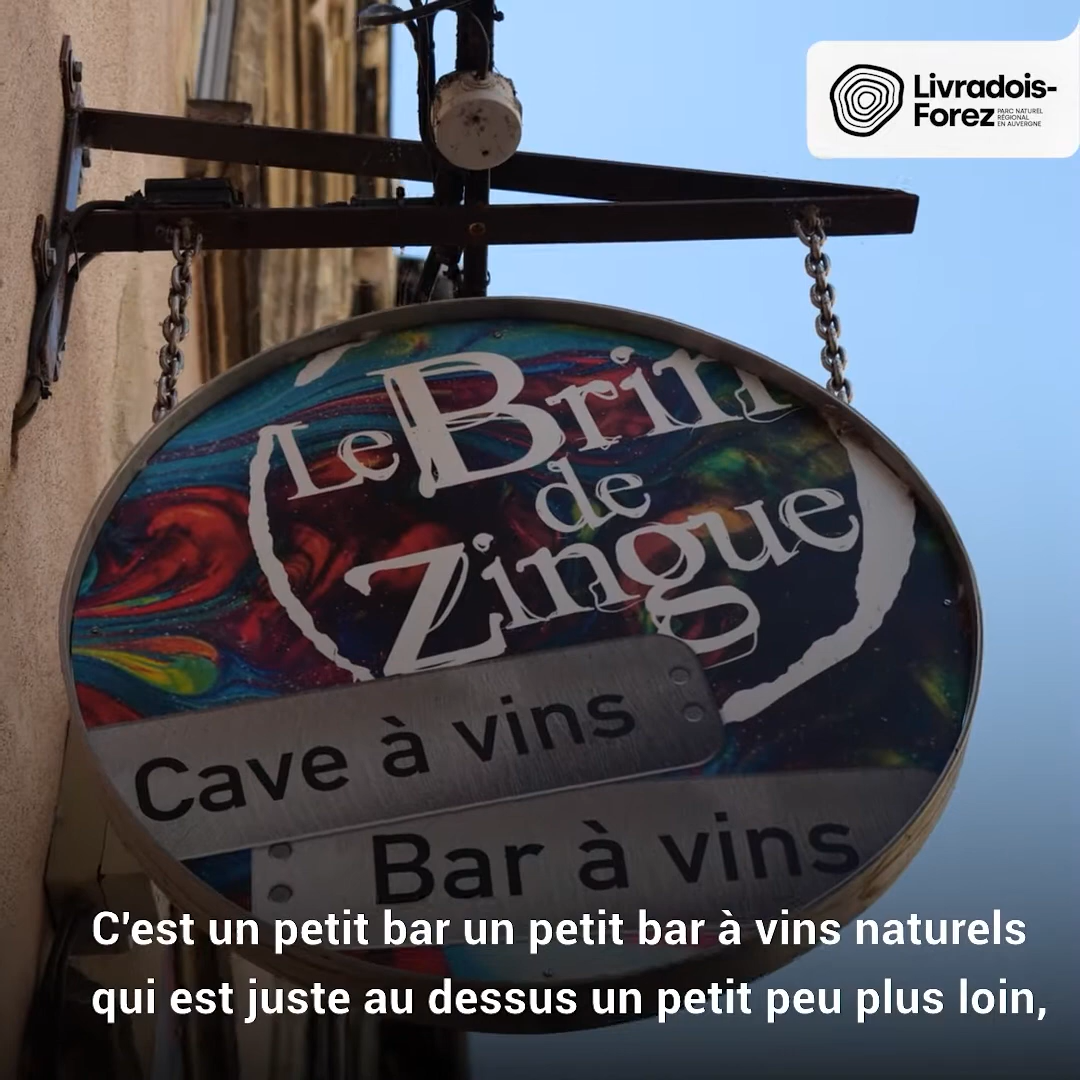 Livradois-
Forez
PARC NATUREL
RÉGIONAL
EN AUVERGNE
Le Brin
de
Zingue
Cave à vins
Bar à vins
C'est un petit bar un petit bar à vins naturels
qui est juste au dessus un petit peu plus loin,